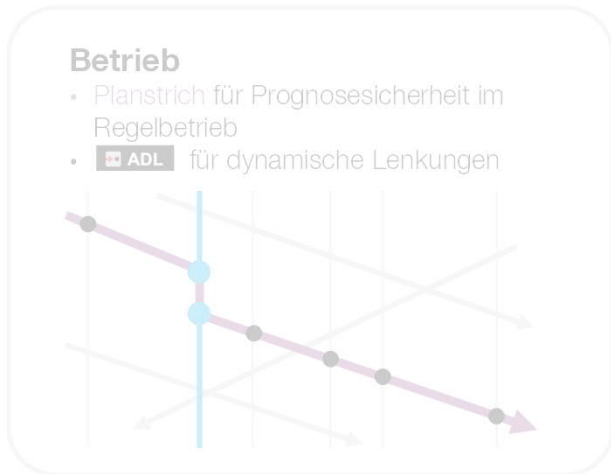 Betrieb
• Planstrich für Prognosesicherheit im
Regelbetrieb
• ADL für dynamische Lenkungen